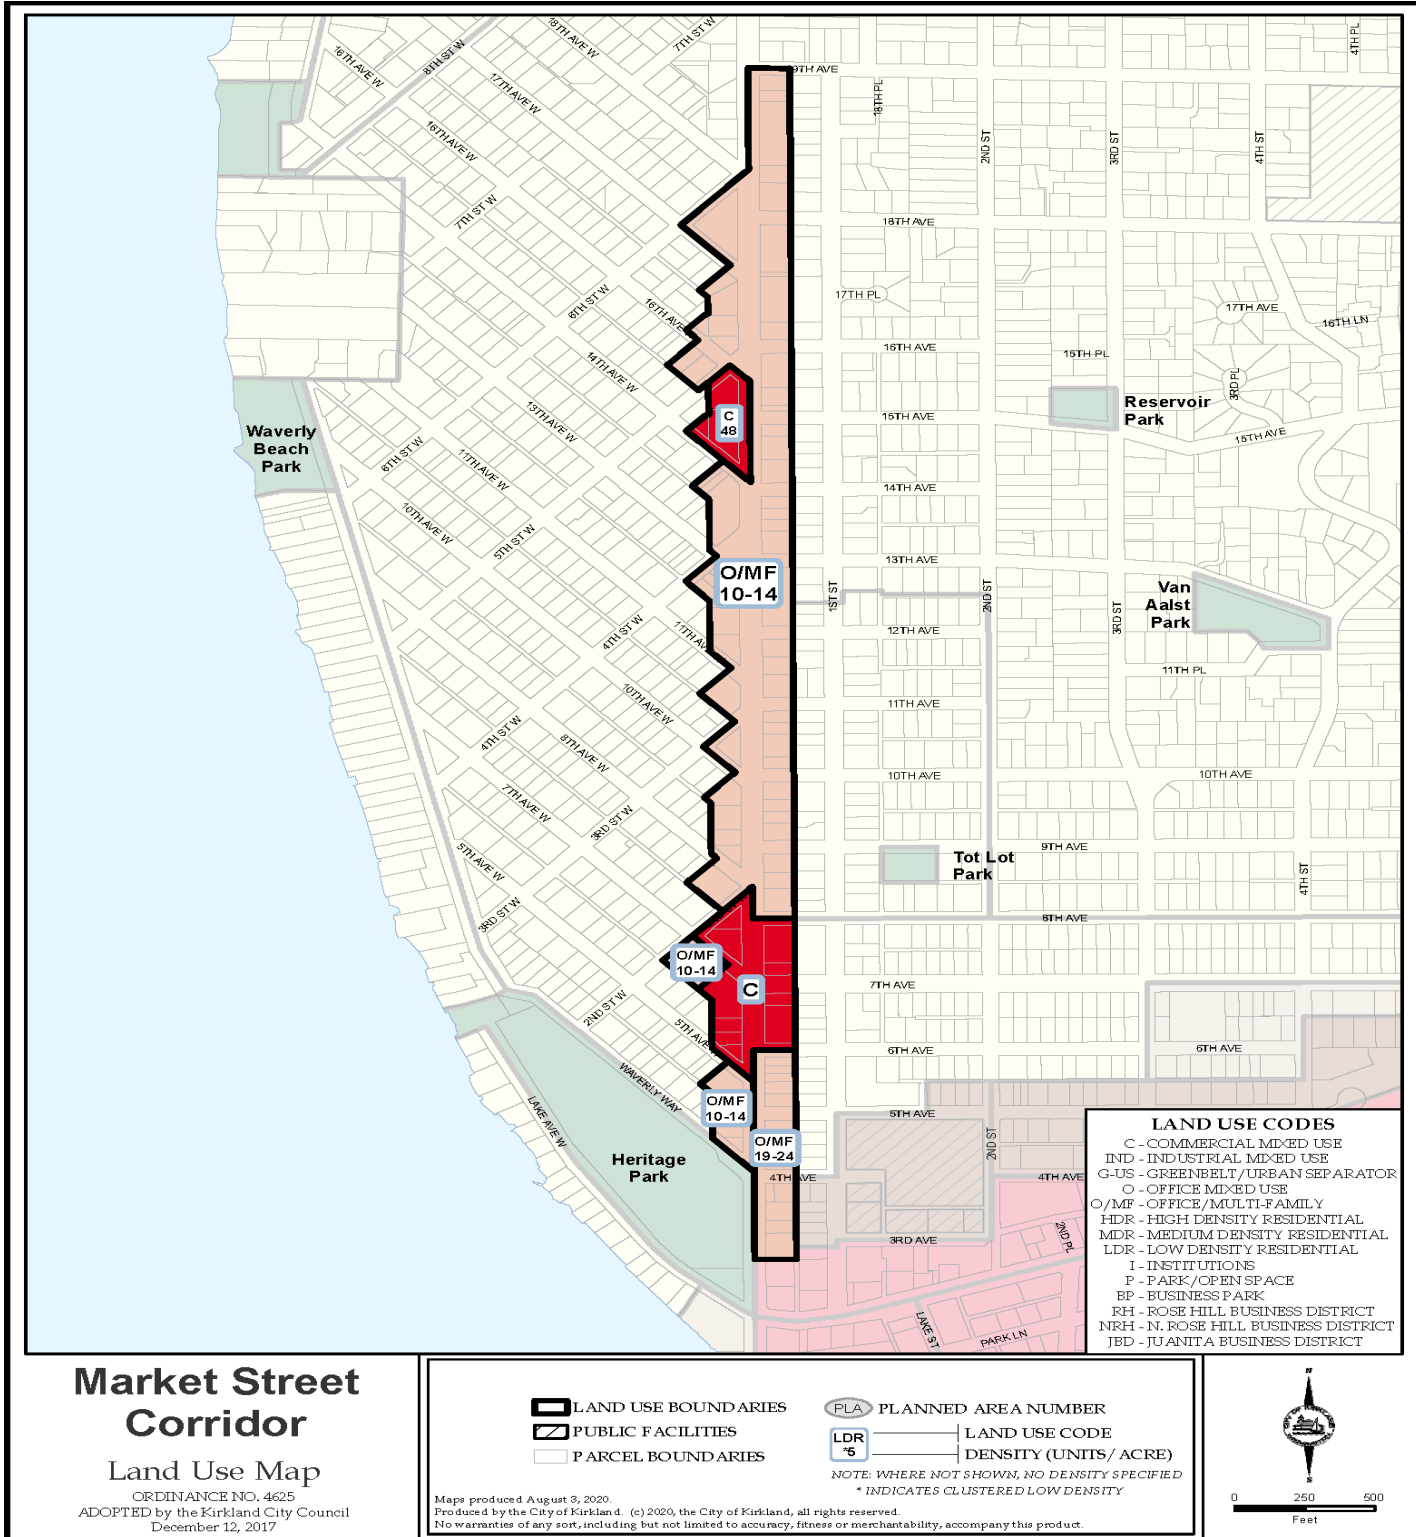 18TH AVE W
7TH ST W
4TH PL
16TH AVE W
8TH ST W
19TH AVE
17TH AVE W
18TH PL
16TH AVE W
2ND ST
3RD ST
4TH ST
7TH ST W
18TH AVE
6TH ST W
16TH AVE
17TH PL
17TH AVE
16TH LN
14TH AVE W
16TH AVE
15TH PL
3RD PL
Reservoir
Park
C
48
15TH AVE
15TH AVE
13TH AVE W
Waverly
Beach
Park
6TH ST W
11TH AVE W
14TH AVE
10TH AVE W
5TH ST W
13TH AVE
O/MF
10-14
1ST ST
2ND ST
3RD ST
Van
Aalst
Park
4TH ST W
11TH AV
12TH AVE
11TH PL
10TH AVE W
11TH AVE
4TH ST W
8TH AVE W
10TH AVE
10TH AVE
7TH AVE W
3RD ST W
5TH AVE W
9TH AVE
Tot Lot
Park
4TH ST
3RD ST W
8TH AVE
O/MF
10-14
C
7TH AVE
2ND ST W
5TH AVE
6TH AVE
6TH AVE
WAVERLY WAY
LAKE AVE W
O/MF
10-14
5TH AVE
2ND ST
O/MF
19-24
Heritage
Park
4TH AVE
4TH AVE
3RD AVE
2ND PL
LAKE ST
PARK LN
LAND USE CODES
C - COMMERCIAL MIXED USE
IND - INDUSTRIAL MIXED USE
G-US - GREENBELT/URBAN SEPARATOR
O - OFFICE MIXED USE
O/MF - OFFICE/MULTI-FAMILY
HDR - HIGH DENSITY RESIDENTIAL
MDR - MEDIUM DENSITY RESIDENTIAL
LDR - LOW DENSITY RESIDENTIAL
I - INSTITUTIONS
P - PARK/OPEN SPACE
BP - BUSINESS PARK
RH - ROSE HILL BUSINESS DISTRICT
NRH - N. ROSE HILL BUSINESS DISTRICT
JBD - JUANITA BUSINESS DISTRICT
Market Street
Corridor
Land Use Map
ORDINANCE NO. 4625
ADOPTED by the Kirkland City Council
December 12, 2017
LAND USE BOUNDARIES
PUBLIC FACILITIES
PARCEL BOUNDARIES
PLA PLANNED AREA NUMBER
LDR
*5
LAND USE CODE
DENSITY (UNITS/ACRE)
NOTE: WHERE NOT SHOWN, NO DENSITY SPECIFIED
* INDICATES CLUSTERED LOW DENSITY
Maps produced August 3, 2020.
Produced by the City of Kirkland. (c) 2020, the City of Kirkland, all rights reserved.
No warranties of any sort, including but not limited to accuracy, fitness or merchantability, accompany this product.
N
S
0 250 500
Feet